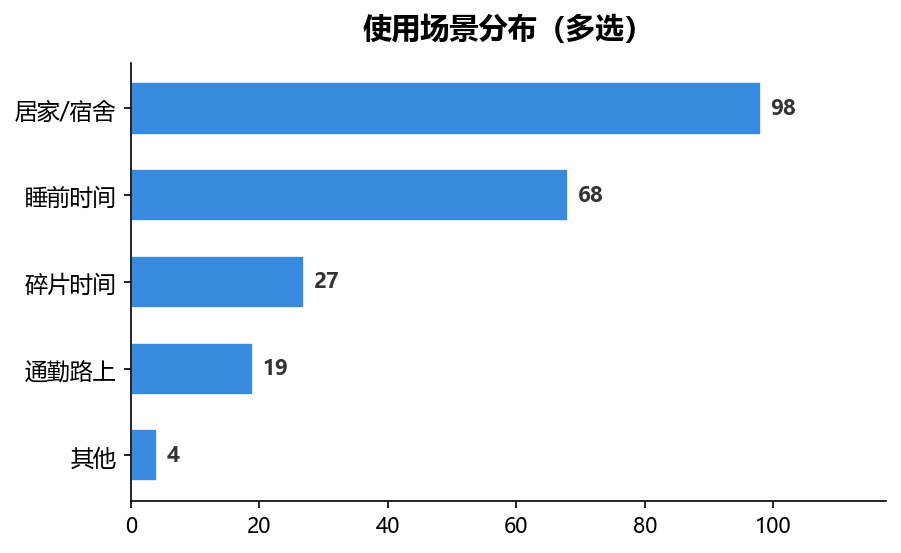 使用场景分布（多选）
居家/宿舍 98
睡前时间 68
碎片时间 27
通勤路上 19
其他 4
0 20 40 60 80 100